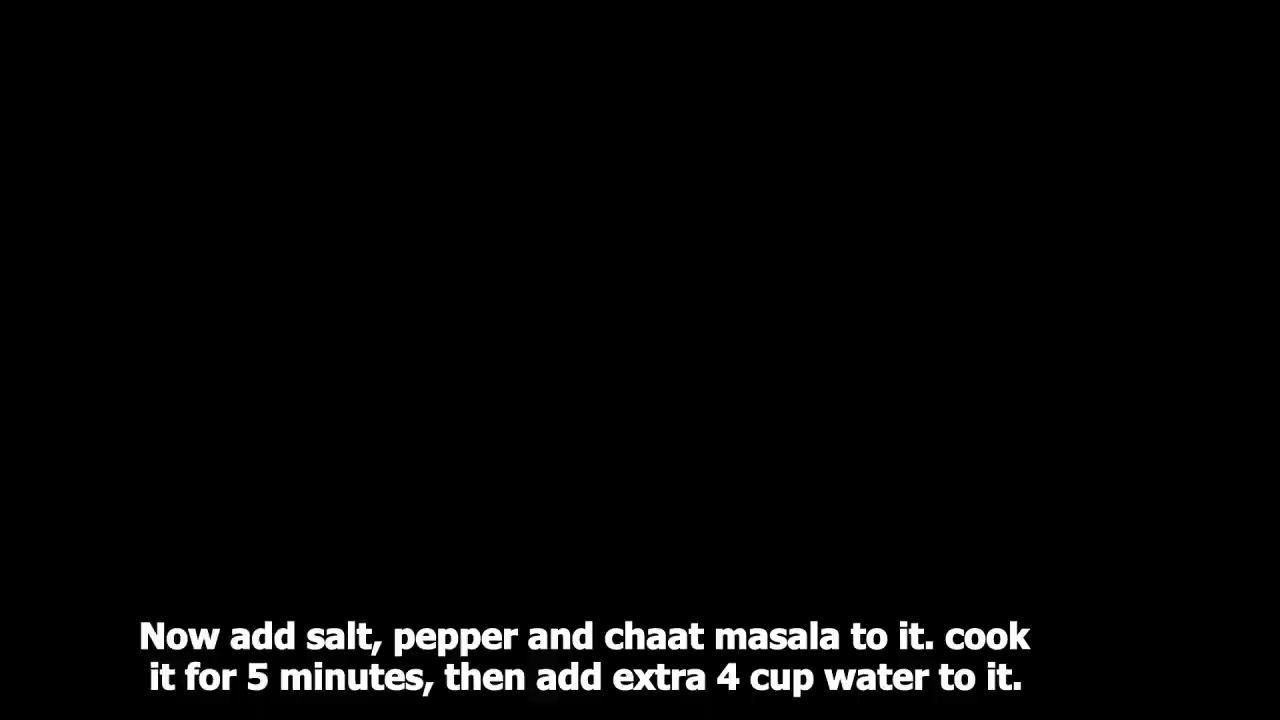 Now add salt, pepper and chaat masala to it. cook
it for 5 minutes, then add extra 4 cup water to it.